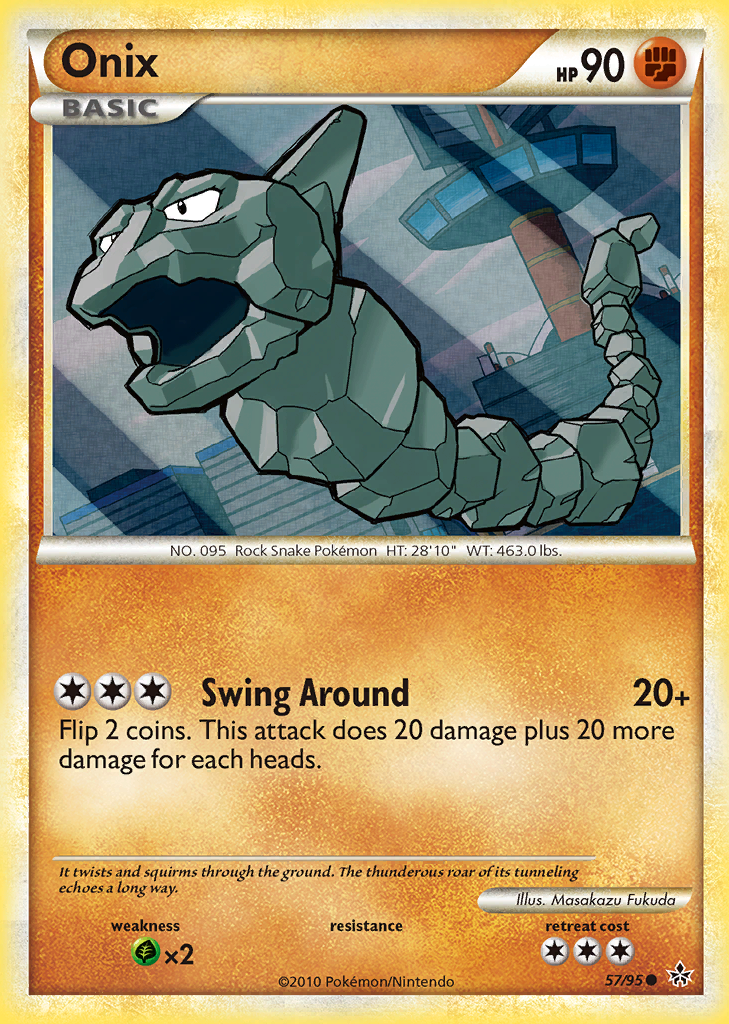 Onix
HP 90
BASIC
NO. 095 Rock Snake Pokémon HT: 28'10" WT: 463.0 lbs.
Swing Around 20+
Flip 2 coins. This attack does 20 damage plus 20 more
damage for each heads.
It twists and squirms through the ground. The thunderous roar of its tunneling
echoes a long way.
Illus. Masakazu Fukuda
weakness resistance retreat cost
×2
©2010 Pokémon/Nintendo 57/95